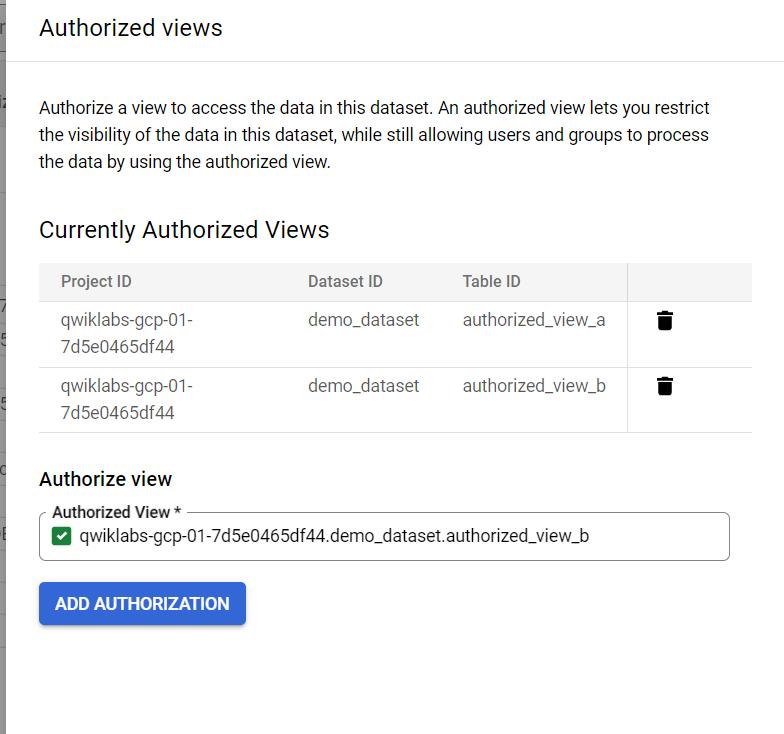 Authorized views
Authorize a view to access the data in this dataset. An authorized view lets you restrict
the visibility of the data in this dataset, while still allowing users and groups to process
the data by using the authorized view.
Currently Authorized Views
Project ID Dataset ID Table ID
qwiklabs-gcp-01- demo_dataset authorized_view_a
7d5e0465df44
qwiklabs-gcp-01- demo_dataset authorized_view_b
7d5e0465df44
Authorize view
Authorized View *
qwiklabs-gcp-01-7d5e0465df44.demo_dataset.authorized_view_b
ADD AUTHORIZATION